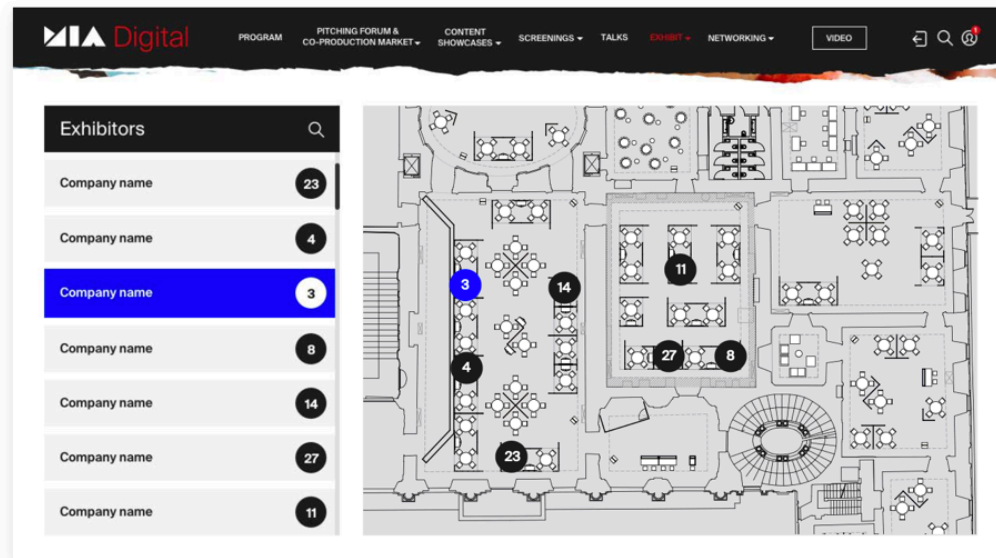 MIA Digital
PROGRAM
PITCHING FORUM &
CO-PRODUCTION MARKET
CONTENT
SHOWCASES
SCREENINGS
TALKS
EXHIBIT
NETWORKING
VIDEO
1
Exhibitors
Company name 23
Company name 4
Company name 3
Company name 8
Company name 14
Company name 27
Company name 11
11
3
14
27
8
4
23